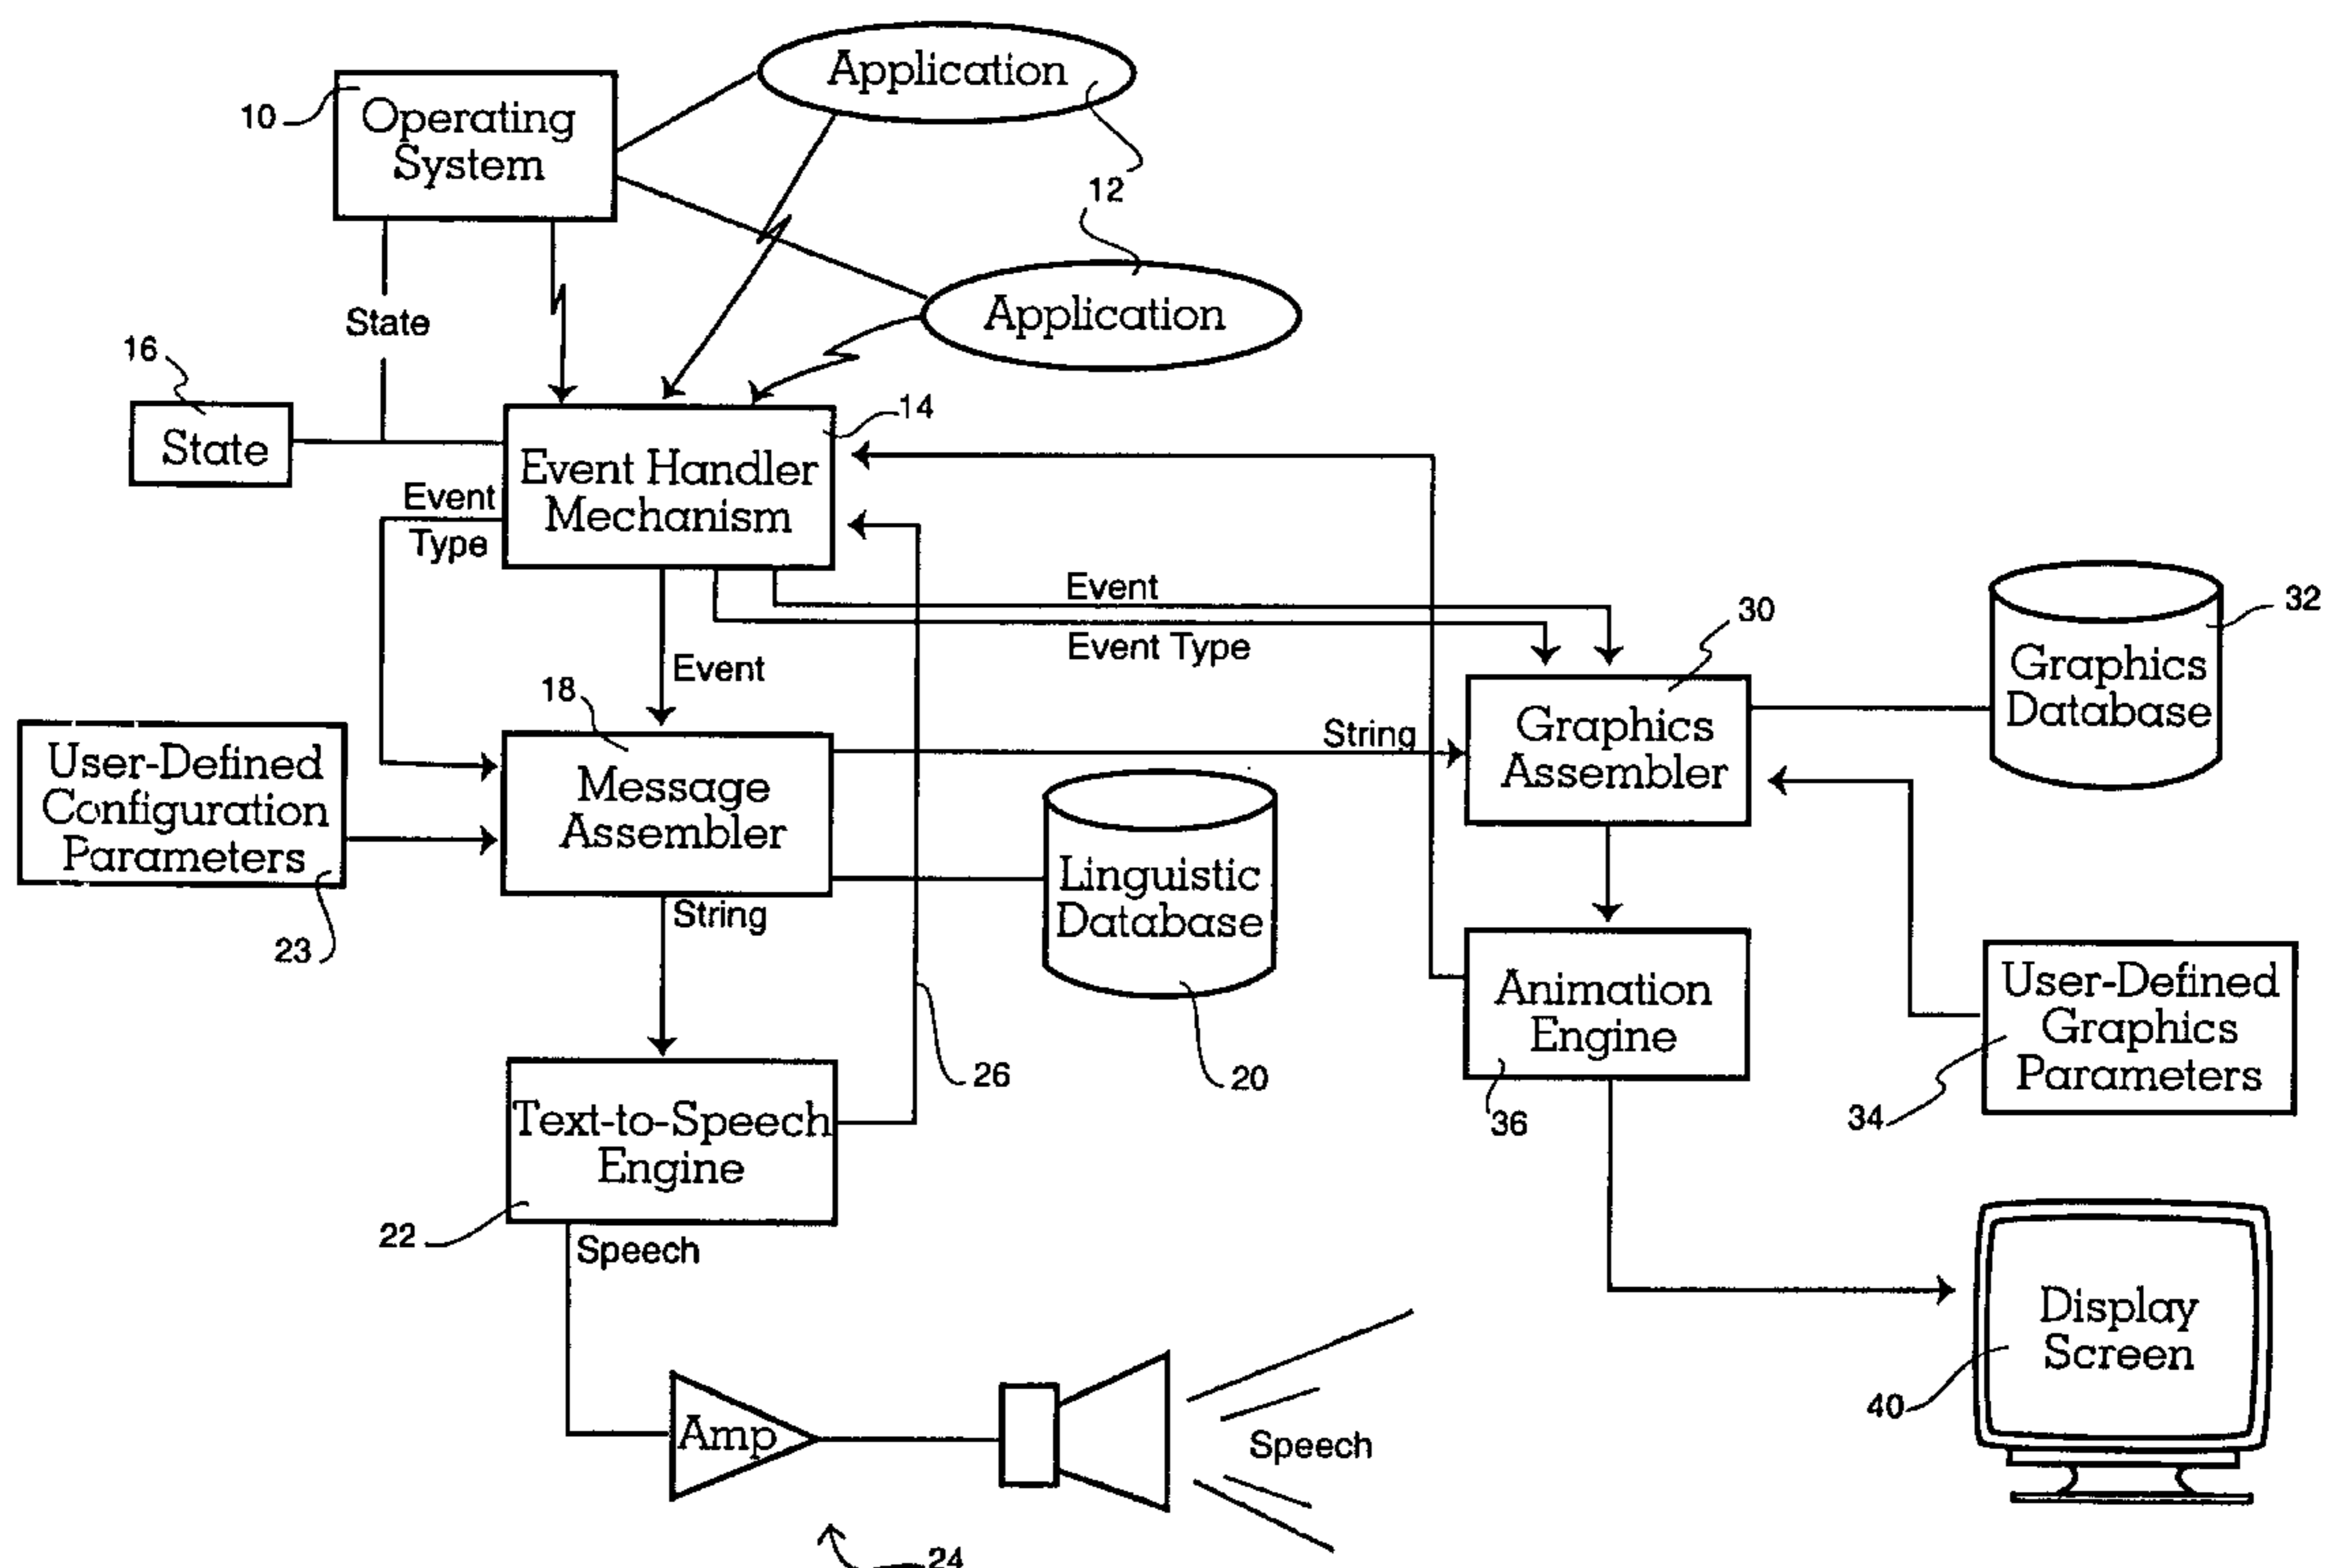 Application
10
Operating
System
12
Application
State
16
State
14
Event Handler
Mechanism
Event
Type
Event
Event Type
30
32
Graphics
Database
Event
18
User-Defined
Configuration
Parameters
23
Message
Assembler
String
Graphics
Assembler
Linguistic
Database
20
String
26
Animation
Engine
36
User-Defined
Graphics
Parameters
34
Text-to-Speech
Engine
22
Speech
Display
Screen
40
Amp
Speech
24